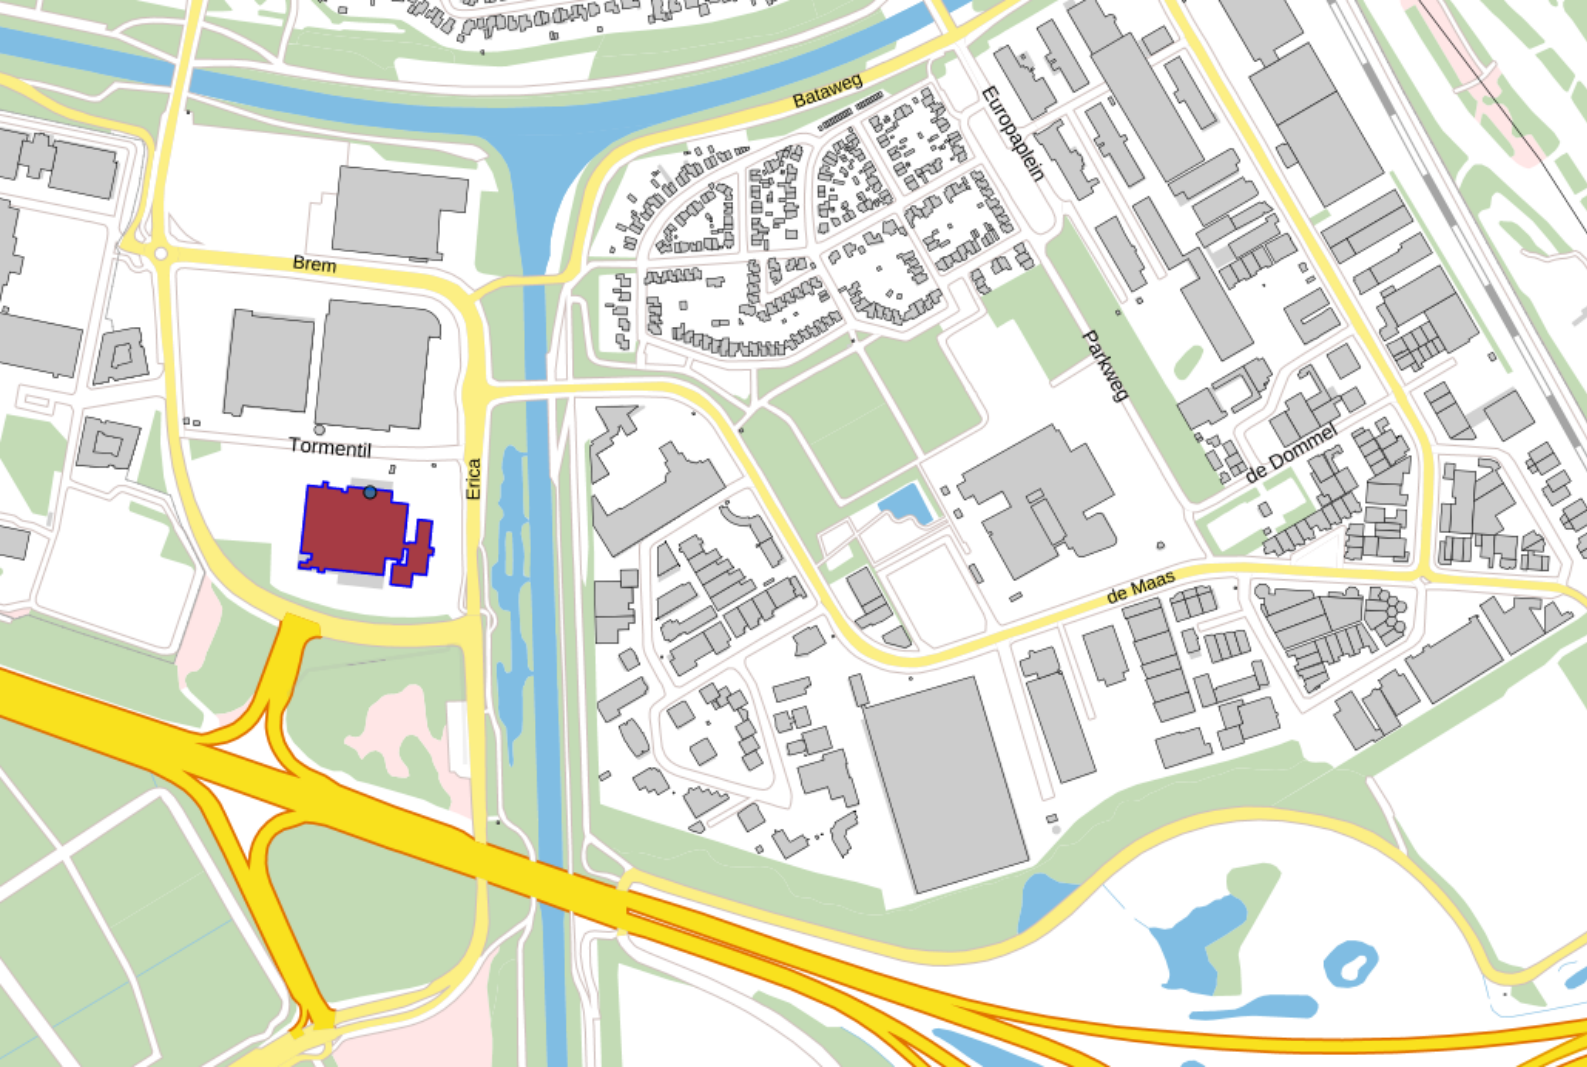 Bataweg
Europaplein
Brem
Parkweg
Tormentil
de Dommel
Erica
de Maas